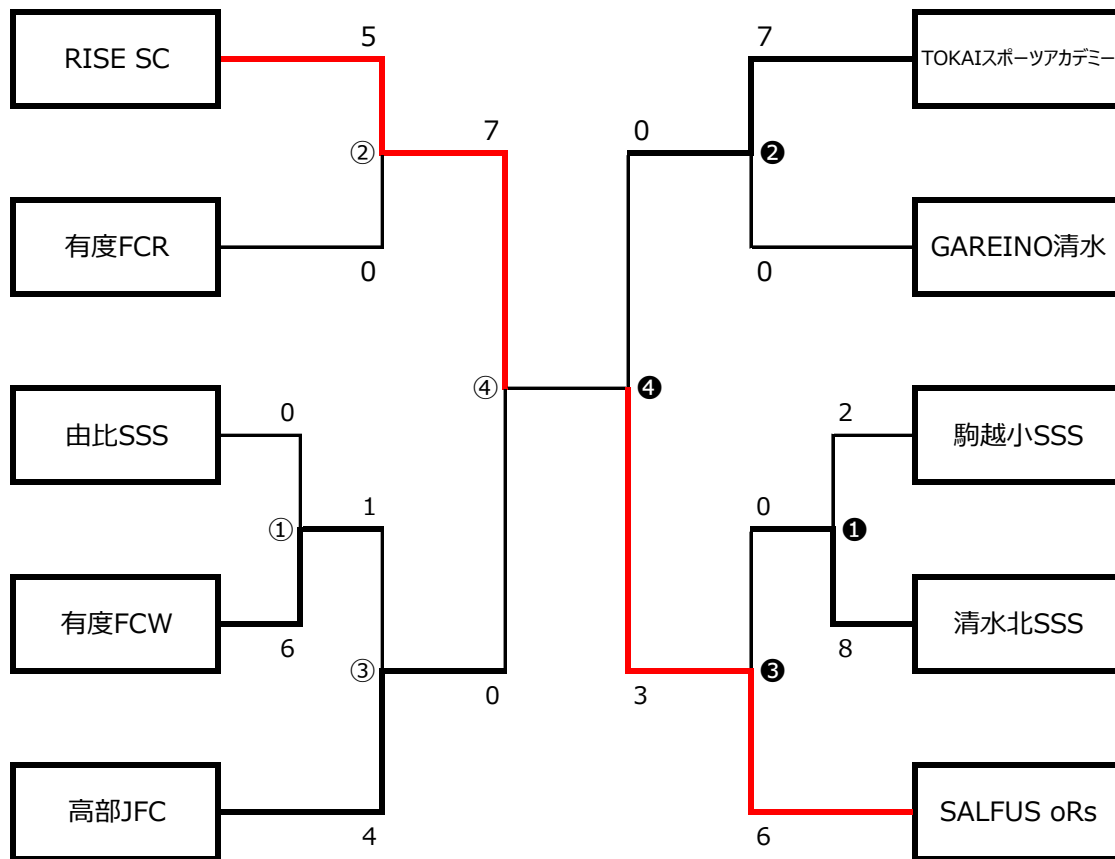 RISE SC
5
7
②
有度FCR
0
由比SSS
0
①
1
有度FCW
6
③
高部JFC
4
④
0
7
TOKAIスポーツアカデミー
0
❷
GAREINO清水
0
❹
2
駒越小SSS
0
❶
清水北SSS
8
❸
3
SALFUS oRs
6